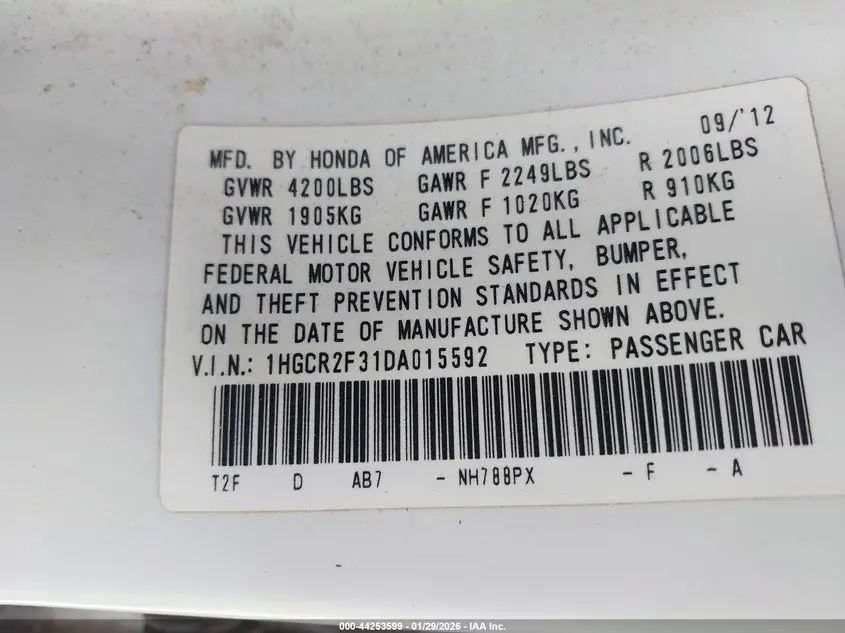 09/'12
MFD. BY HONDA OF AMERICA MFG., INC.
GVWR 4200LBS GAWR F 2249LBS R 2006LBS
GVWR 1905KG GAWR F 1020KG R 910KG
THIS VEHICLE CONFORMS TO ALL APPLICABLE
FEDERAL MOTOR VEHICLE SAFETY, BUMPER,
AND THEFT PREVENTION STANDARDS IN EFFECT
ON THE DATE OF MANUFACTURE SHOWN ABOVE.
V.I.N.: 1HGCR2F31DA015592 TYPE: PASSENGER CAR
T2F D AB7 - NH788PX - F - A
000-44253599 - 01/29/2026 - IAA Inc.